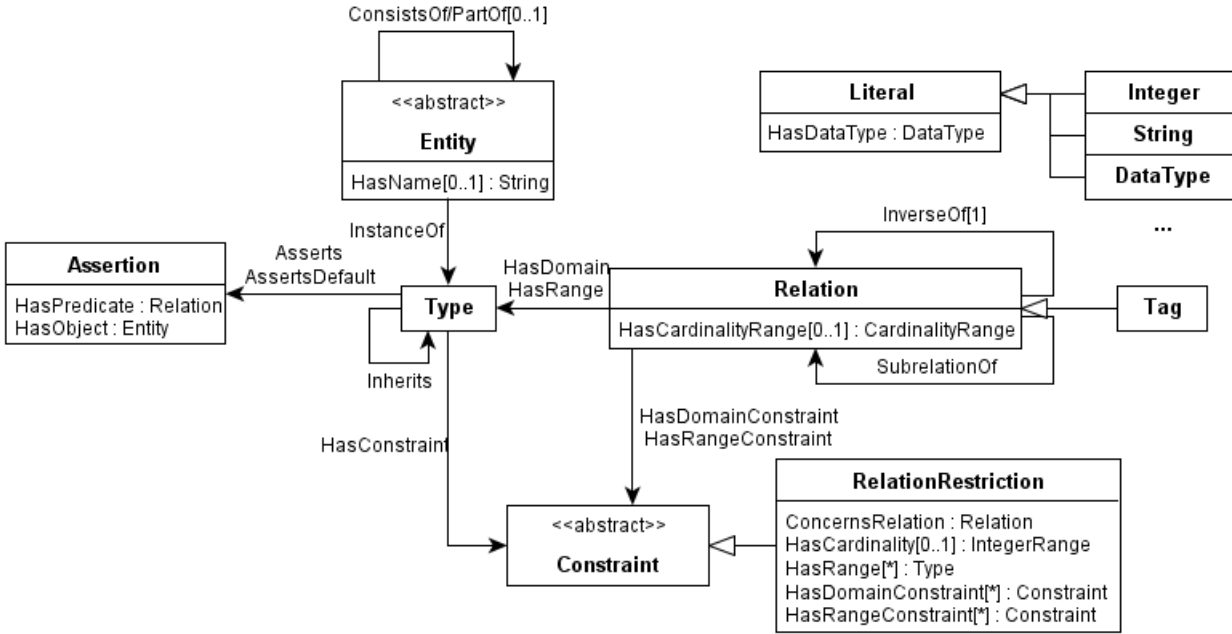 ConsistsOf/PartOf[0..1]
<<abstract>>
Entity
HasName[0..1] : String
Literal
HasDataType : DataType
Integer
String
DataType
...
InstanceOf
InverseOf[1]
Assertion
HasPredicate : Relation
HasObject : Entity
Asserts
AssertsDefault
Type
Inherits
HasDomain
HasRange
Relation
HasCardinalityRange[0..1] : CardinalityRange
Tag
SubrelationOf
HasConstraint
HasDomainConstraint
HasRangeConstraint
<<abstract>>
Constraint
RelationRestriction
ConcernsRelation : Relation
HasCardinality[0..1] : IntegerRange
HasRange[*] : Type
HasDomainConstraint[*] : Constraint
HasRangeConstraint[*] : Constraint